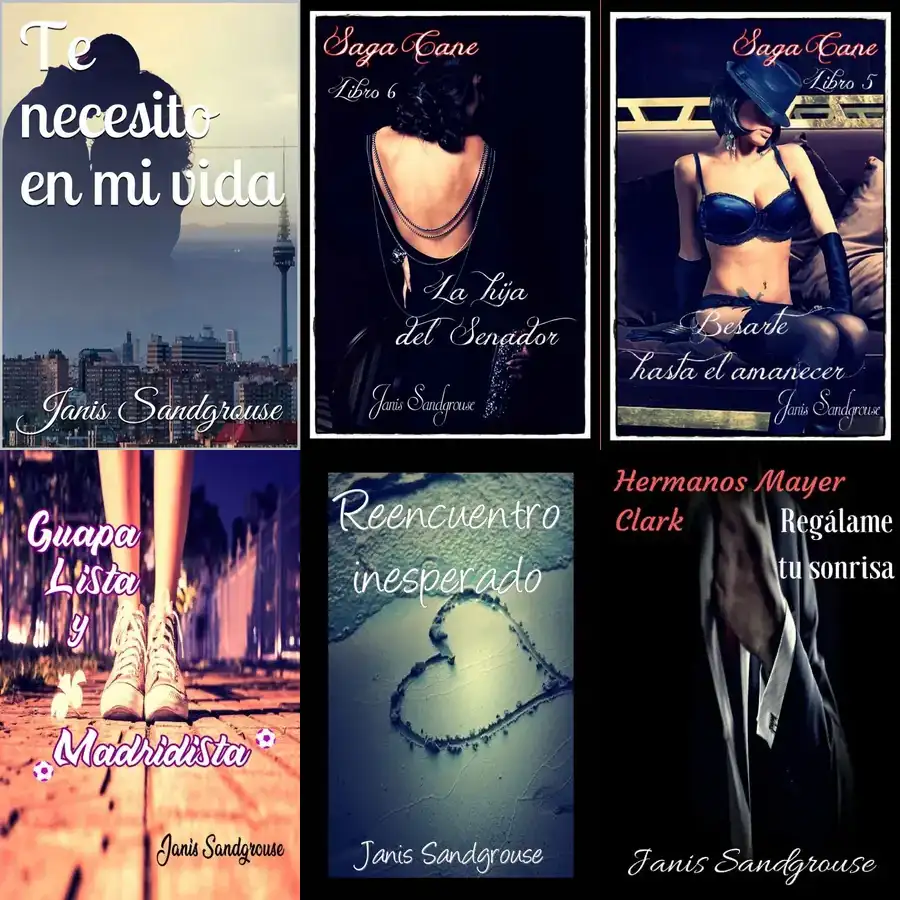 Te
necesito
en mi vida
Janis Sandgrouse
Saga Cane
Libro 6
La hija
del Senador
Janis Sandgrouse
Saga Cane
Libro 5
Besarte
hasta el amanecer
Janis Sandgrouse
Guapa
Lista
y
Madridista
Janis Sandgrouse
Reencuentro
inesperado
Janis Sandgrouse
Hermanos Mayer
Clark
Regálame
tu sonrisa
Janis Sandgrouse